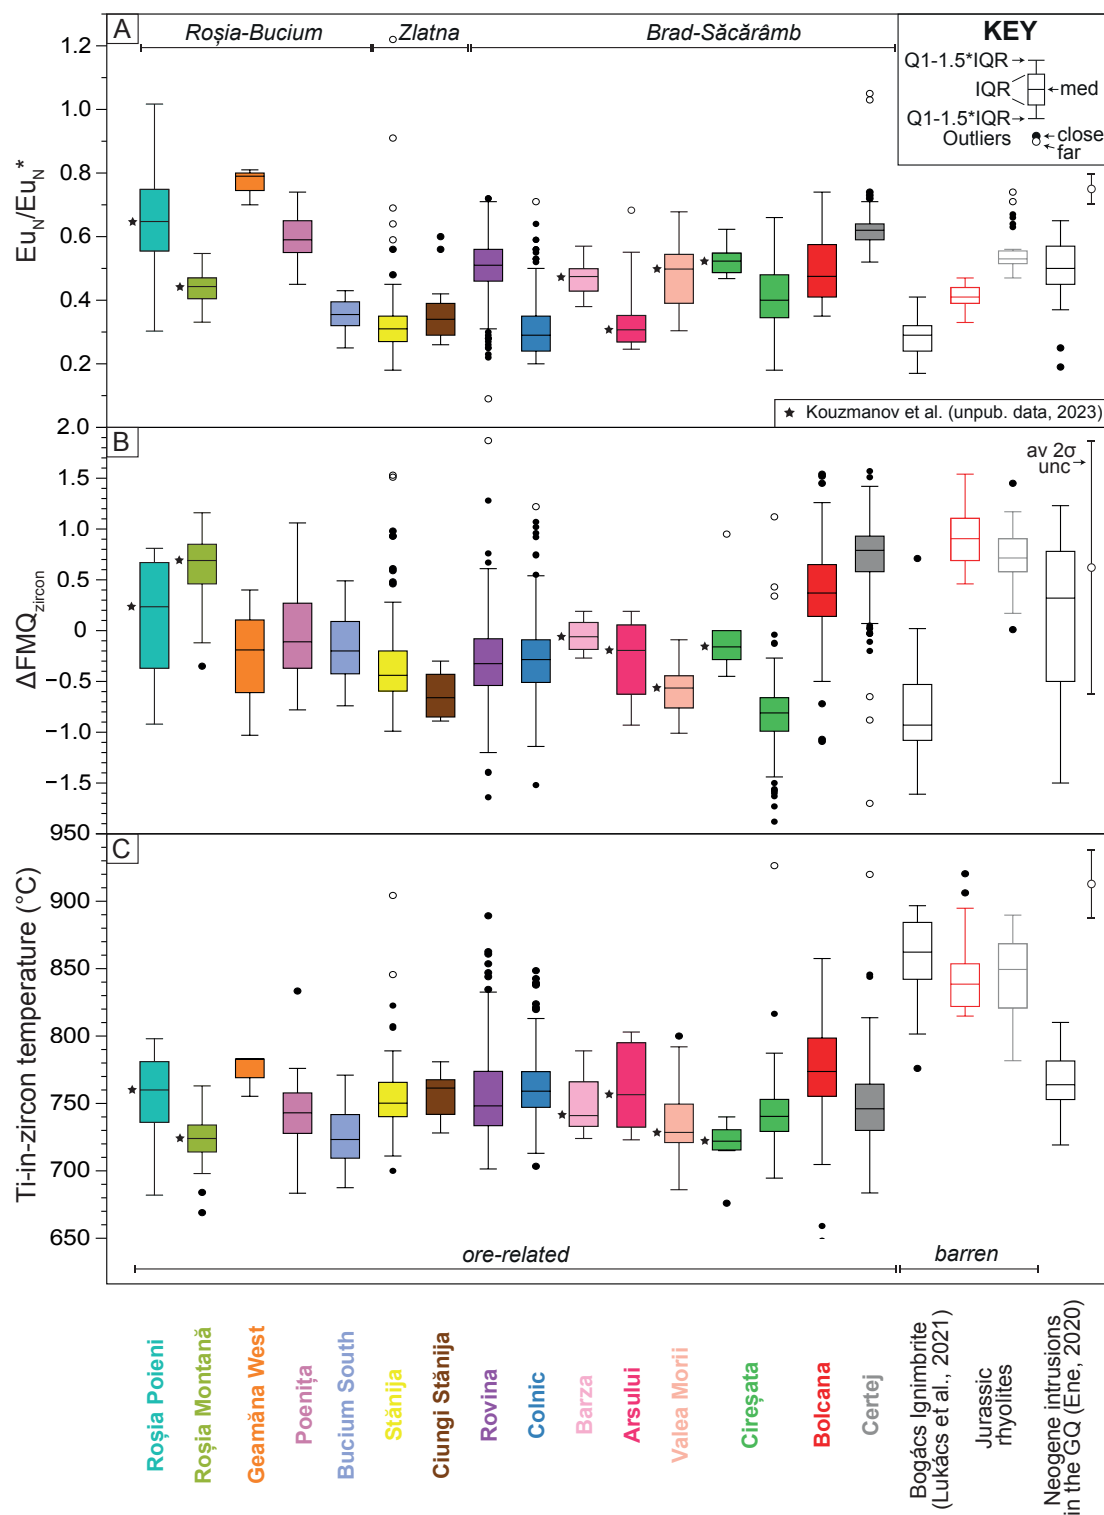 A
Roșia-Bucium
Zlatna
Brad-Săcărâmb
KEY
Q1-1.5*IQR
IQR
med
Q1-1.5*IQR
Outliers
close
far
1.2
1.0
0.8
0.6
0.4
0.2
Eu_N/Eu_N*
★ Kouzmanov et al. (unpub. data, 2023)
B
av 2σ
unc
2.0
1.5
1.0
0.5
0
−0.5
−1.0
−1.5
ΔFMQ_zircon
C
950
900
850
800
750
700
650
Ti-in-zircon temperature (°C)
ore-related
barren
Roșia Poieni
Roșia Montană
Geamăna West
Poenița
Bucium South
Stănija
Ciungi Stănija
Rovina
Colnic
Barza
Arsului
Valea Morii
Cireșata
Bolcana
Certej
Bogács Ignimbrite
(Lukács et al., 2021)
Jurassic
rhyolites
Neogene intrusions
in the GQ (Ene, 2020)